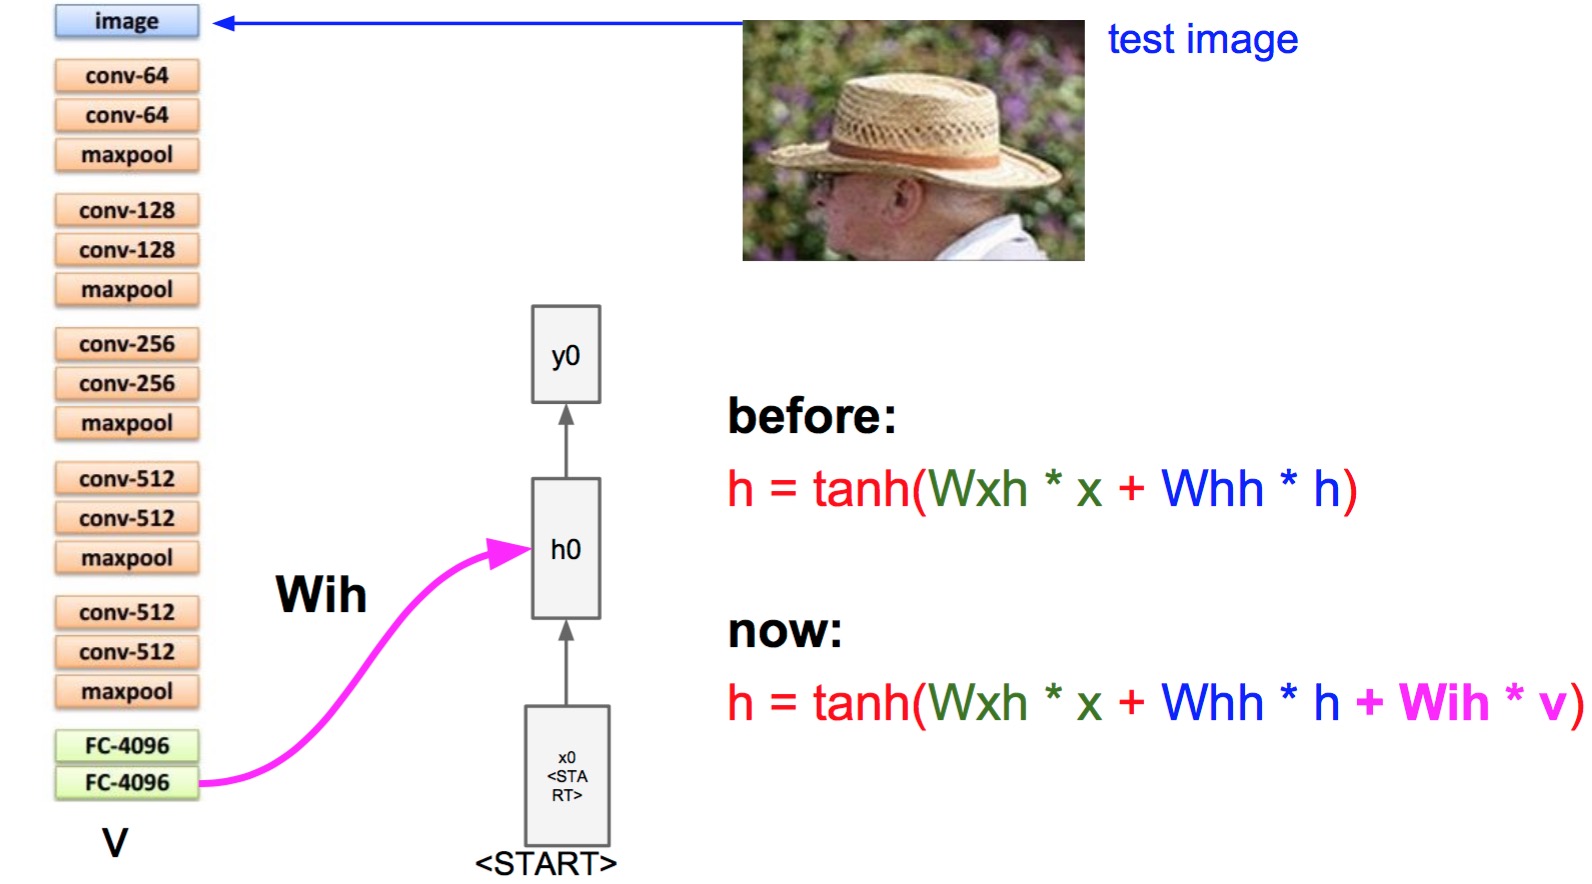 image
test image
conv-64
conv-64
maxpool
conv-128
conv-128
maxpool
conv-256
conv-256
maxpool
conv-512
conv-512
maxpool
conv-512
conv-512
maxpool
FC-4096
FC-4096
v
Wih
y0
h0
x0
<STA
RT>
<START>
before:
h = tanh(Wxh * x + Whh * h)
now:
h = tanh(Wxh * x + Whh * h + Wih * v)